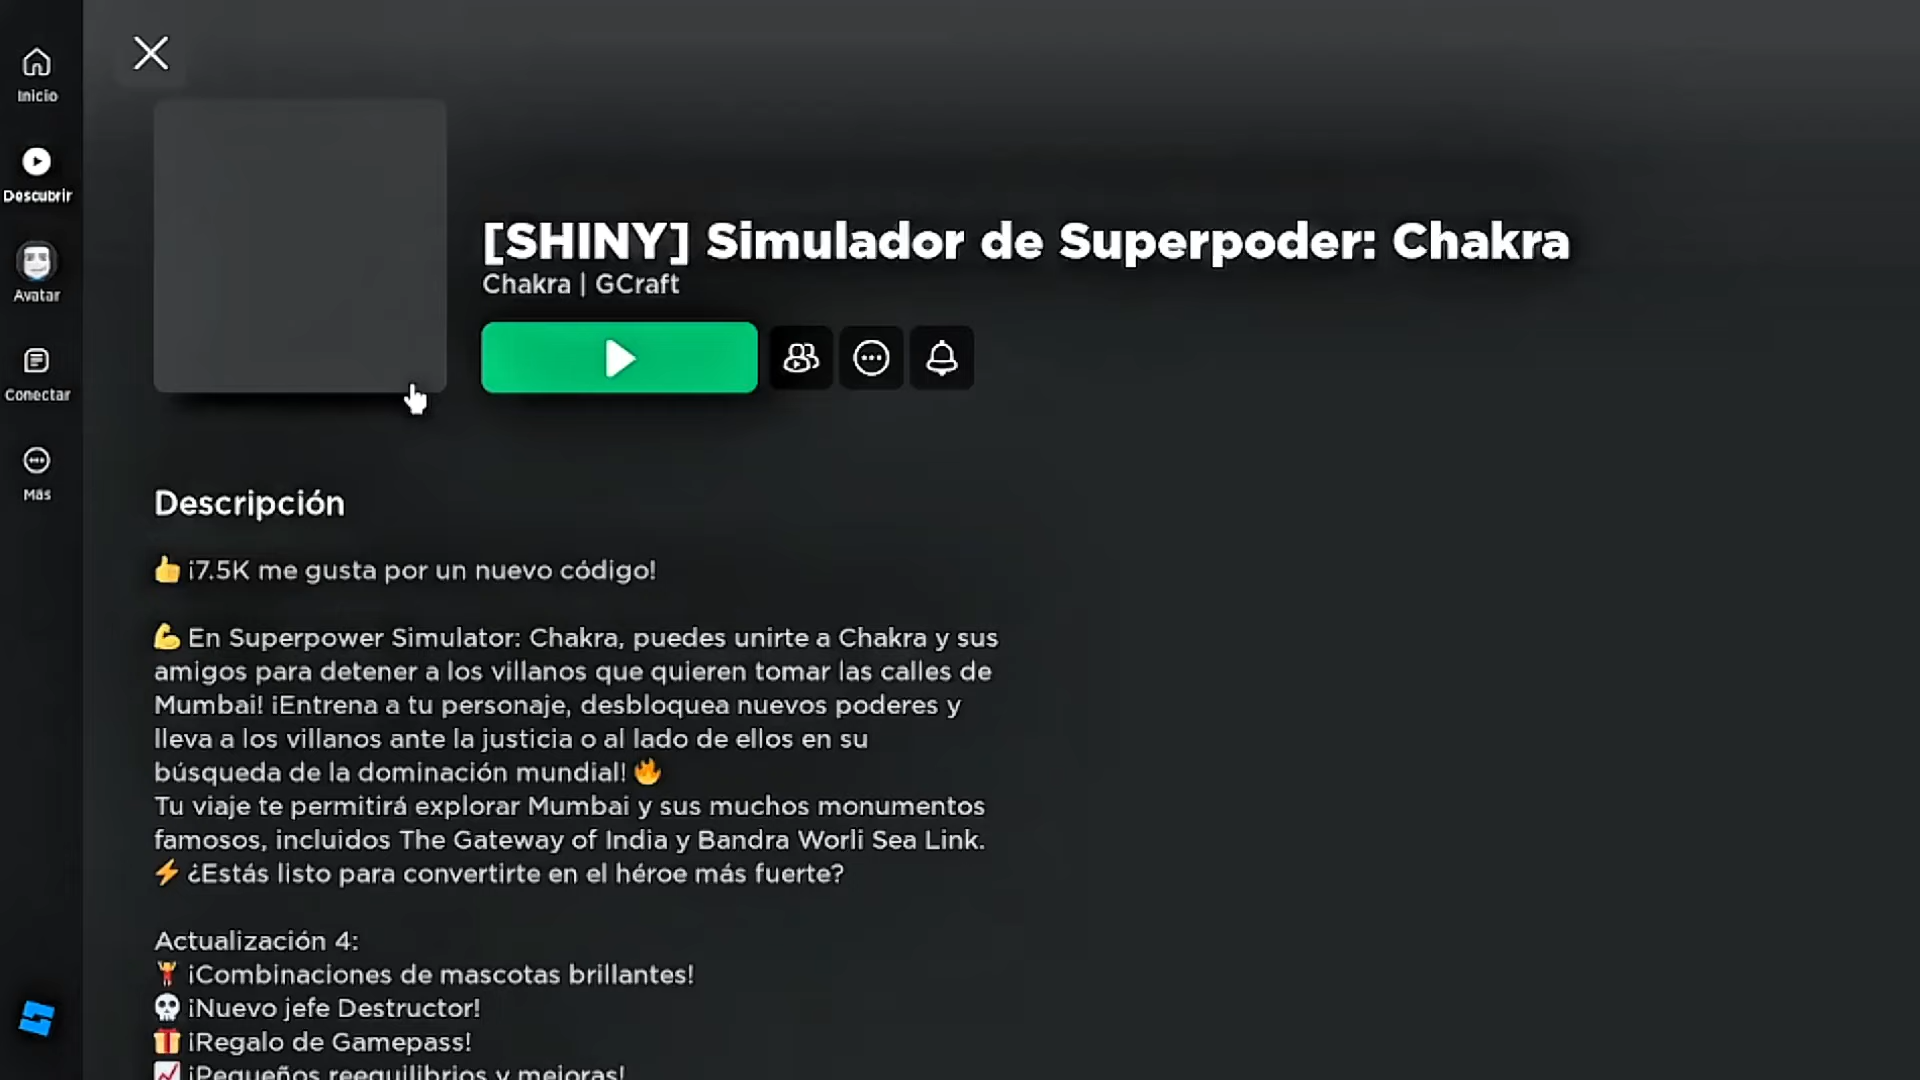 Inicio
Descubrir
Avatar
Conectar
Más
[SHINY] Simulador de Superpoder: Chakra
Chakra | GCraft
Descripción
👍 ¡7.5K me gusta por un nuevo código!
💪 En Superpower Simulator: Chakra, puedes unirte a Chakra y sus
amigos para detener a los villanos que quieren tomar las calles de
Mumbai! ¡Entrena a tu personaje, desbloquea nuevos poderes y
lleva a los villanos ante la justicia o al lado de ellos en su
búsqueda de la dominación mundial! 🔥
Tu viaje te permitirá explorar Mumbai y sus muchos monumentos
famosos, incluidos The Gateway of India y Bandra Worli Sea Link.
⚡ ¿Estás listo para convertirte en el héroe más fuerte?
Actualización 4:
🏋 ¡Combinaciones de mascotas brillantes!
💀 ¡Nuevo jefe Destructor!
🎁 ¡Regalo de Gamepass!
📈 ¡Pequeños reequilibrios y mejoras!